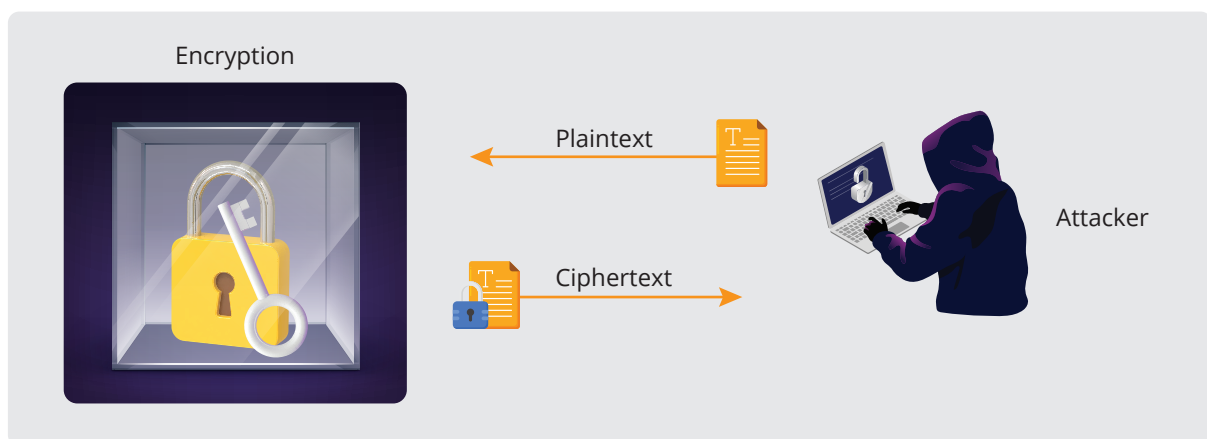 Encryption
Plaintext
T
Attacker
T
Ciphertext